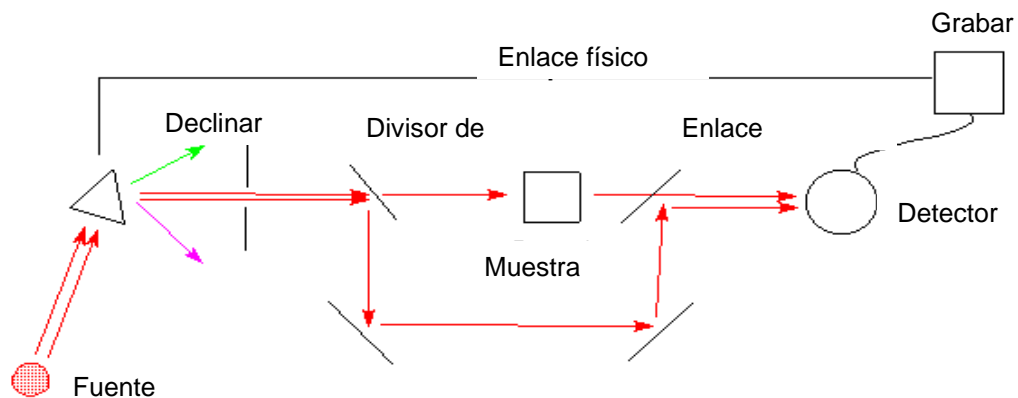 Grabar
Enlace físico
Declinar
Divisor de
Enlace
Detector
Muestra
Fuente